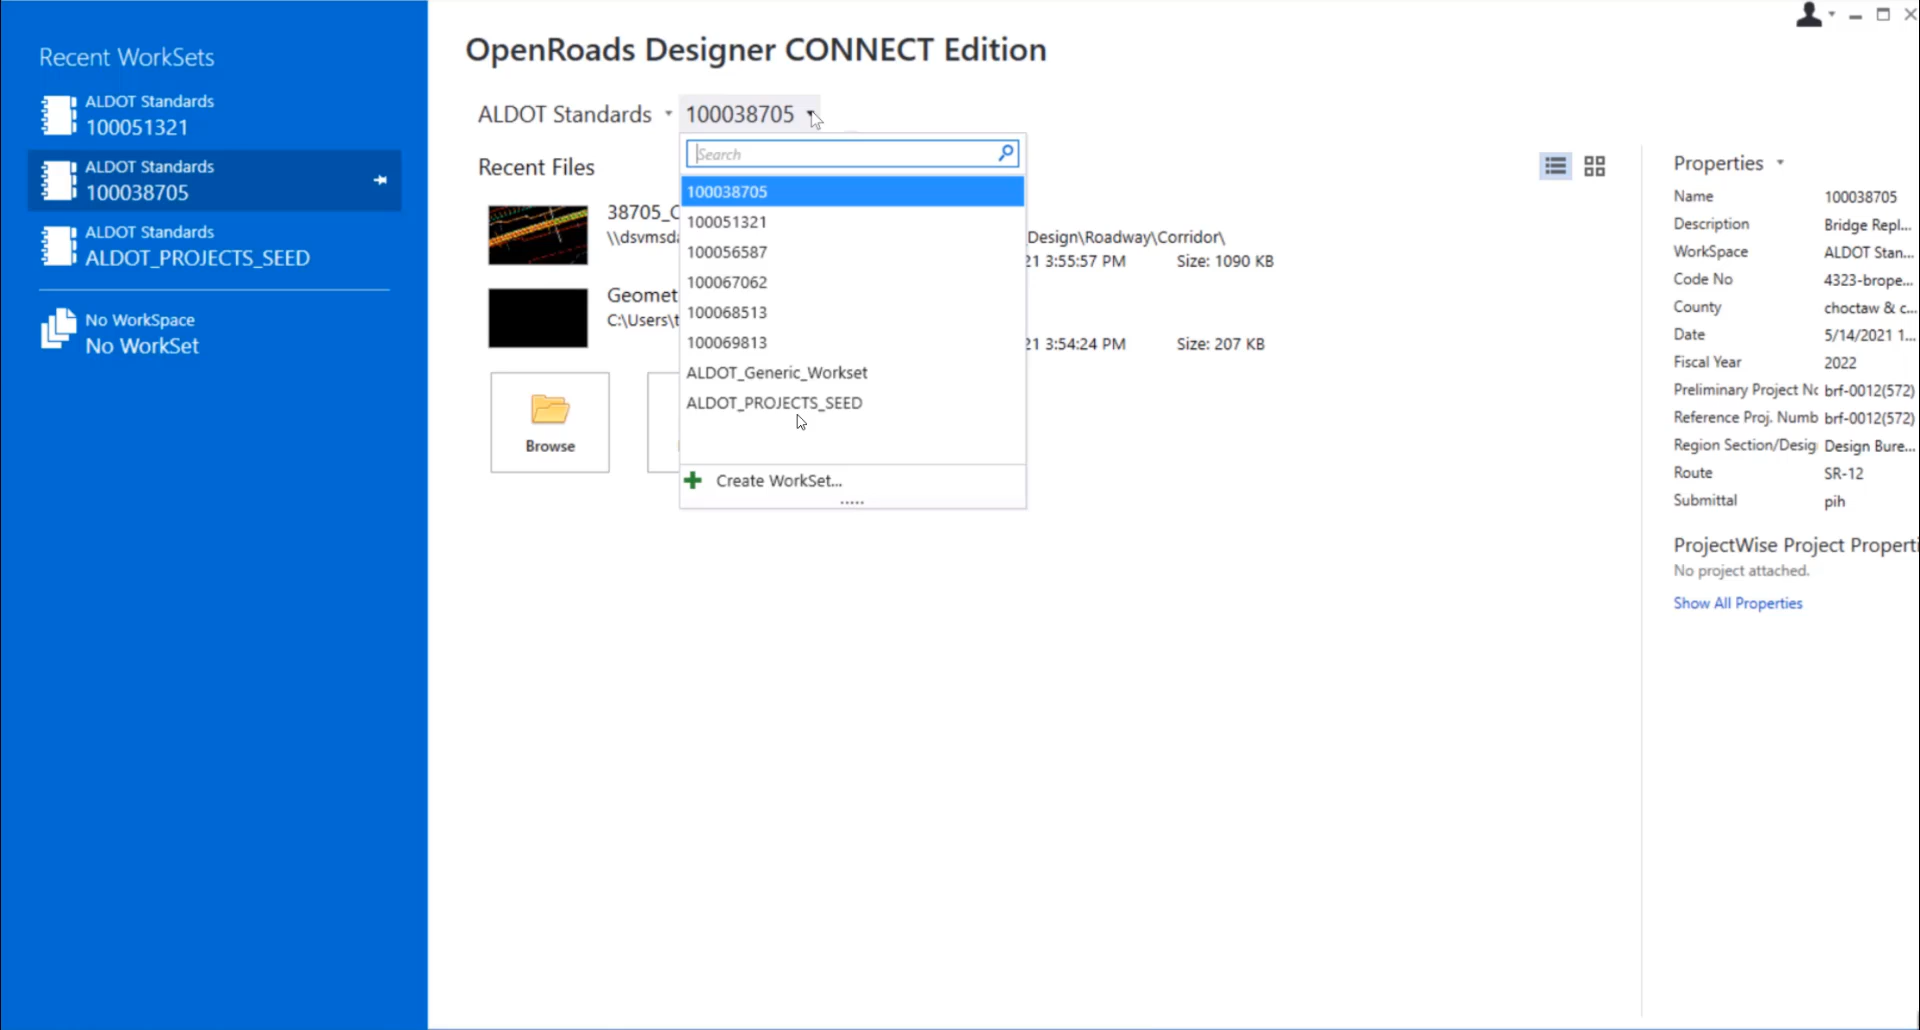 Recent WorkSets
ALDOT Standards
100051321
ALDOT Standards
100038705
ALDOT Standards
ALDOT_PROJECTS_SEED
No WorkSpace
No WorkSet
OpenRoads Designer CONNECT Edition
ALDOT Standards 100038705
Search
Recent Files
100038705
100051321
100056587
100067062
100068513
100069813
ALDOT_Generic_Workset
ALDOT_PROJECTS_SEED
Create WorkSet...
38705_C
\\dsvmsda
Design\Roadway\Corridor\
21 3:55:57 PM Size: 1090 KB
Geomet
C:\Users\t
21 3:54:24 PM Size: 207 KB
Browse
Properties
Name 100038705
Description Bridge Repl...
WorkSpace ALDOT Stan...
Code No 4323-brope...
County choctaw & c...
Date 5/14/2021 1...
Fiscal Year 2022
Preliminary Project Nc brf-0012(572)
Reference Proj. Numb brf-0012(572)
Region Section/Desig Design Bure...
Route SR-12
Submittal pih
ProjectWise Project Properti
No project attached.
Show All Properties